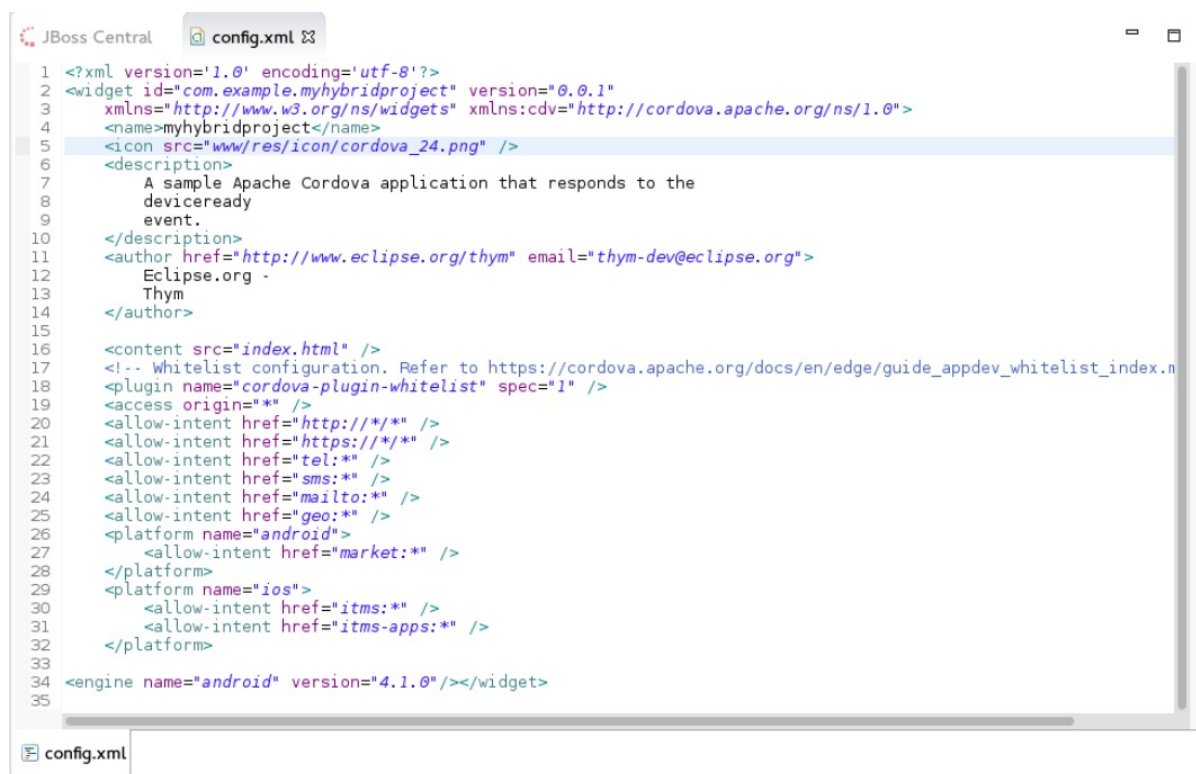 JBoss Central config.xml
1 <?xml version='1.0' encoding='utf-8'?>
2 <widget id="com.example.myhybridproject" version="0.0.1"
3 xmlns="http://www.w3.org/ns/widgets" xmlns:cdv="http://cordova.apache.org/ns/1.0">
4 <name>myhybridproject</name>
5 <icon src="www/res/icon/cordova_24.png" />
6 <description>
7 A sample Apache Cordova application that responds to the
8 deviceready
9 event.
10 </description>
11 <author href="http://www.eclipse.org/thym" email="thym-dev@eclipse.org">
12 Eclipse.org -
13 Thym
14 </author>
15
16 <content src="index.html" />
17 <!-- Whitelist configuration. Refer to https://cordova.apache.org/docs/en/edge/guide_appdev_whitelist_index.m
18 <plugin name="cordova-plugin-whitelist" spec="1" />
19 <access origin="*" />
20 <allow-intent href="http://*/*" />
21 <allow-intent href="https://*/*" />
22 <allow-intent href="tel:*" />
23 <allow-intent href="sms:*" />
24 <allow-intent href="mailto:*" />
25 <allow-intent href="geo:*" />
26 <platform name="android">
27 <allow-intent href="market:*" />
28 </platform>
29 <platform name="ios">
30 <allow-intent href="itms:*" />
31 <allow-intent href="itms-apps:*" />
32 </platform>
33
34 <engine name="android" version="4.1.0"/></widget>
35
config.xml